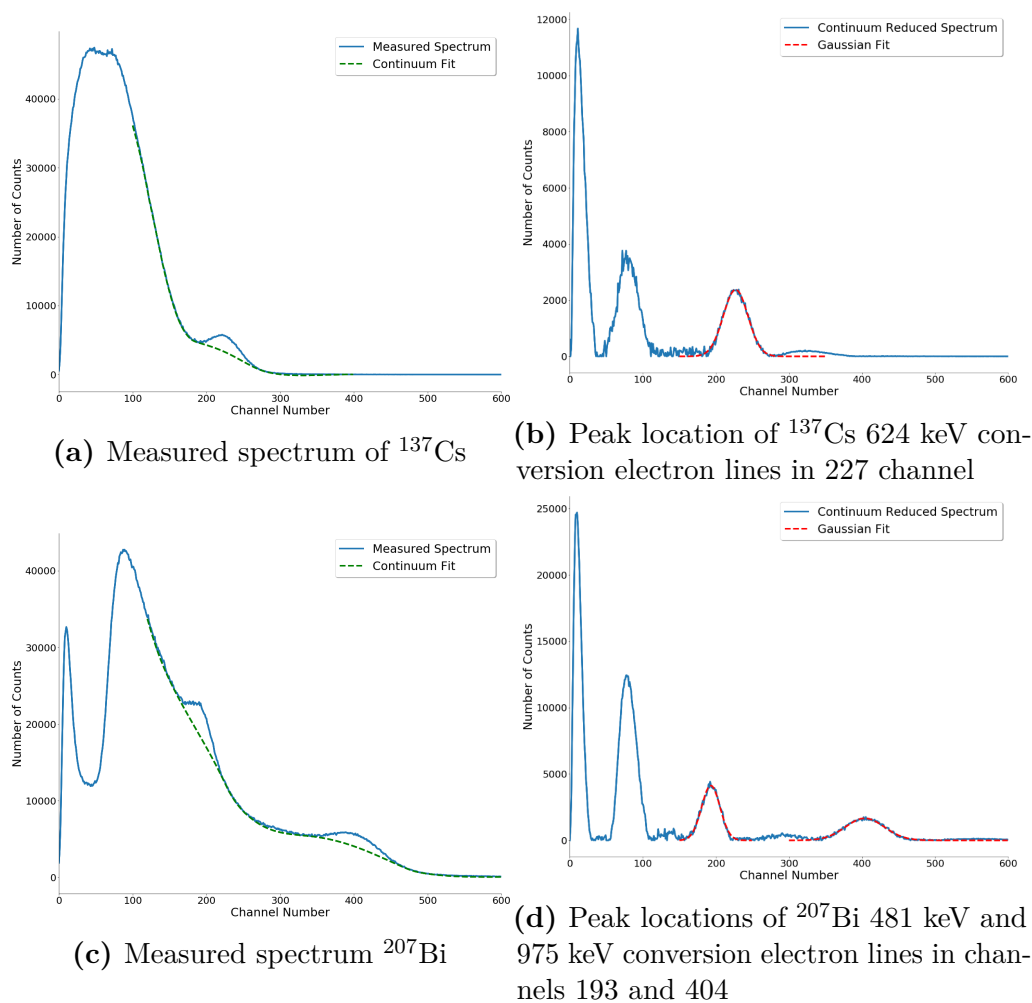 Measured Spectrum
Continuum Fit
Number of Counts
40000
30000
20000
10000
0
0 100 200 300 400 500 600
Channel Number
(a) Measured spectrum of ¹³⁷Cs
Continuum Reduced Spectrum
Gaussian Fit
Number of Counts
12000
10000
8000
6000
4000
2000
0
0 100 200 300 400 500 600
Channel Number
(b) Peak location of ¹³⁷Cs 624 keV con-
version electron lines in 227 channel
Measured Spectrum
Continuum Fit
Number of Counts
40000
30000
20000
10000
0
0 100 200 300 400 500 600
Channel Number
(c) Measured spectrum ²⁰⁷Bi
Continuum Reduced Spectrum
Gaussian Fit
Number of Counts
25000
20000
15000
10000
5000
0
0 100 200 300 400 500 600
Channel Number
(d) Peak locations of ²⁰⁷Bi 481 keV and
975 keV conversion electron lines in chan-
nels 193 and 404